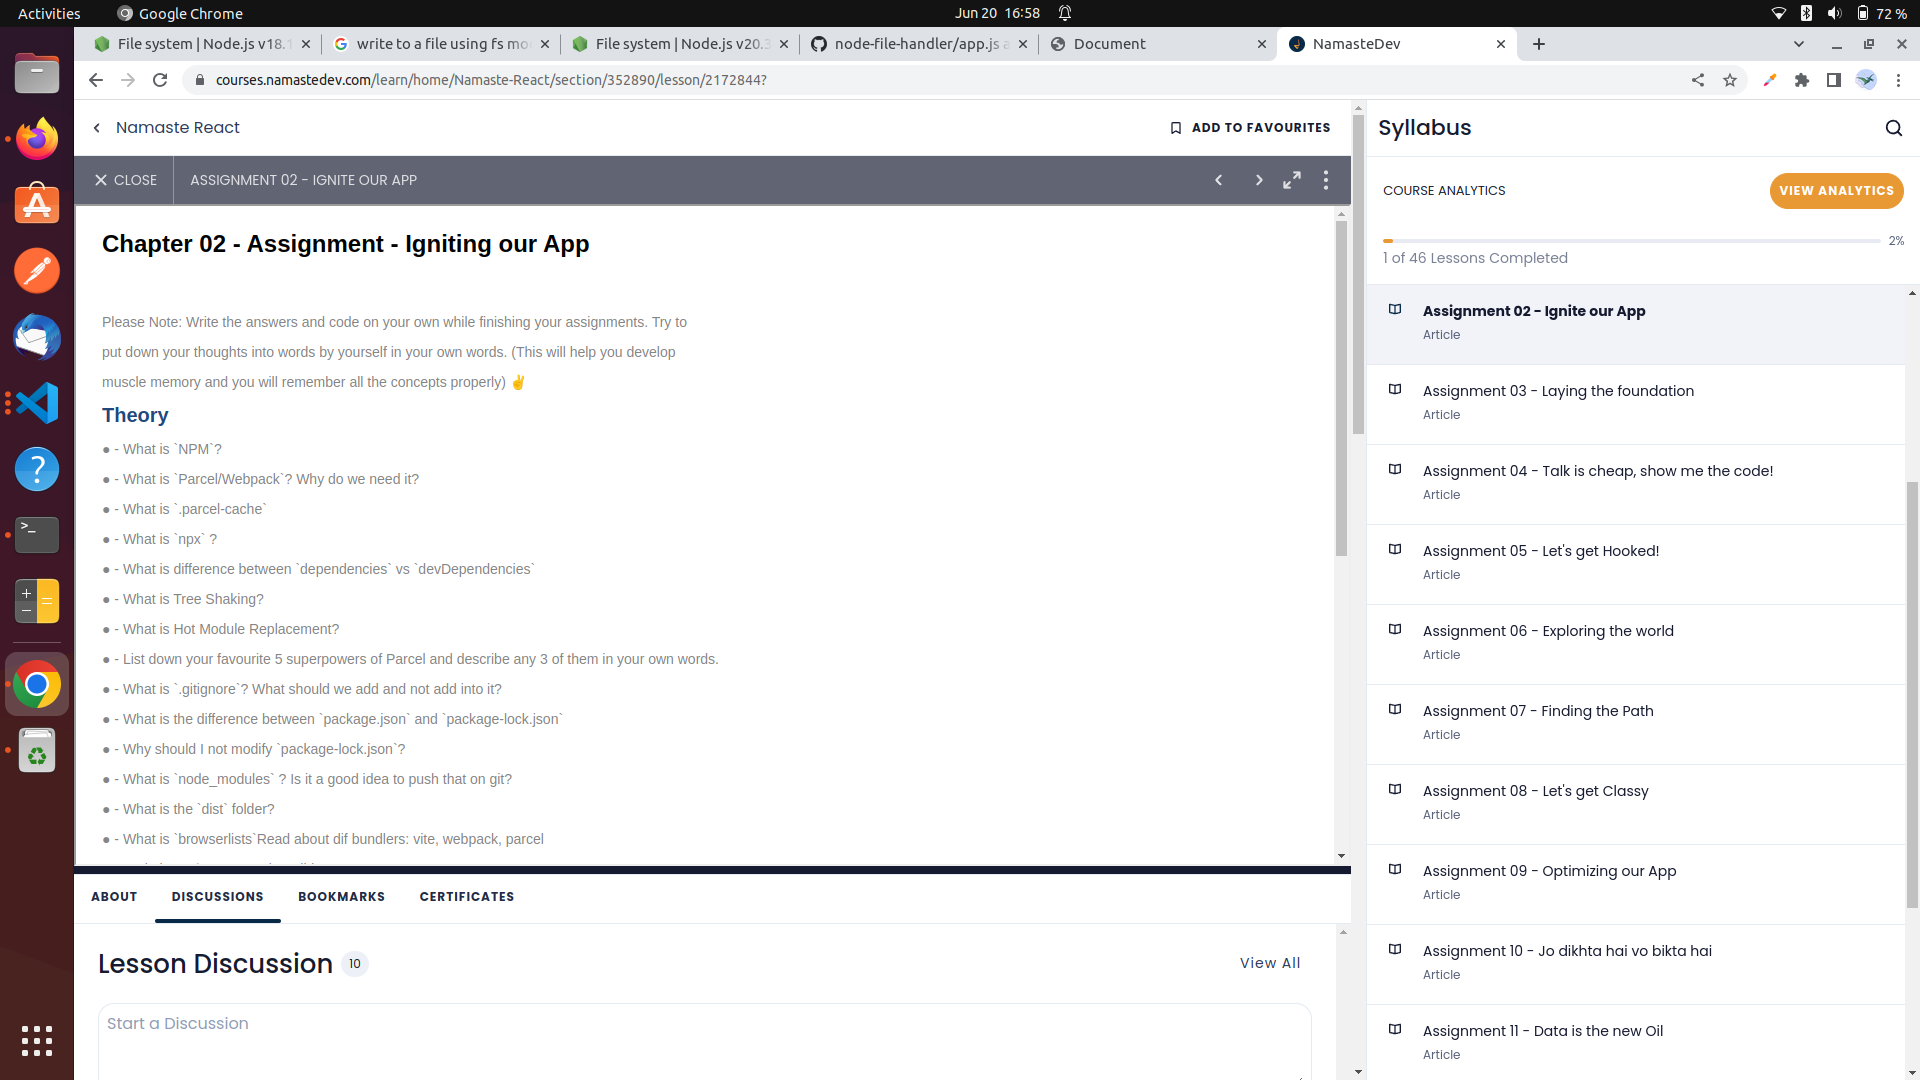 Activities
Google Chrome
Jun 20 16:58
72 %
File system | Node.js v18.1
write to a file using fs mo
File system | Node.js v20.3
node-file-handler/app.js a
Document
NamasteDev
courses.namastedev.com/learn/home/Namaste-React/section/352890/lesson/2172844?
Namaste React
ADD TO FAVOURITES
CLOSE
ASSIGNMENT 02 - IGNITE OUR APP
Chapter 02 - Assignment - Igniting our App
Please Note: Write the answers and code on your own while finishing your assignments. Try to
put down your thoughts into words by yourself in your own words. (This will help you develop
muscle memory and you will remember all the concepts properly) ✌
Theory
● - What is `NPM`?
● - What is `Parcel/Webpack`? Why do we need it?
● - What is `.parcel-cache`
● - What is `npx` ?
● - What is difference between `dependencies` vs `devDependencies`
● - What is Tree Shaking?
● - What is Hot Module Replacement?
● - List down your favourite 5 superpowers of Parcel and describe any 3 of them in your own words.
● - What is `.gitignore`? What should we add and not add into it?
● - What is the difference between `package.json` and `package-lock.json`
● - Why should I not modify `package-lock.json`?
● - What is `node_modules` ? Is it a good idea to push that on git?
● - What is the `dist` folder?
● - What is `browserlists`Read about dif bundlers: vite, webpack, parcel
ABOUT
DISCUSSIONS
BOOKMARKS
CERTIFICATES
Lesson Discussion
10
View All
Start a Discussion
Syllabus
COURSE ANALYTICS
VIEW ANALYTICS
2%
1 of 46 Lessons Completed
Assignment 02 - Ignite our App
Article
Assignment 03 - Laying the foundation
Article
Assignment 04 - Talk is cheap, show me the code!
Article
Assignment 05 - Let's get Hooked!
Article
Assignment 06 - Exploring the world
Article
Assignment 07 - Finding the Path
Article
Assignment 08 - Let's get Classy
Article
Assignment 09 - Optimizing our App
Article
Assignment 10 - Jo dikhta hai vo bikta hai
Article
Assignment 11 - Data is the new Oil
Article